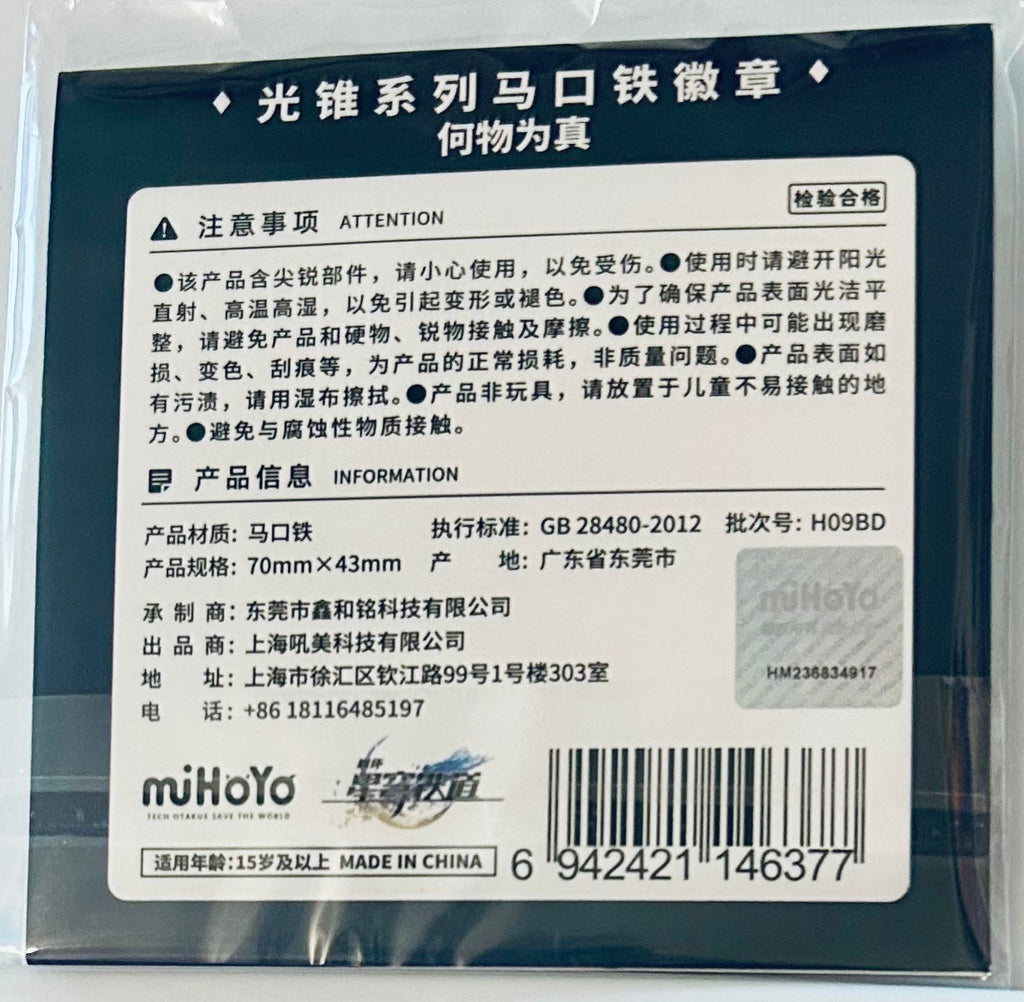 光锥系列马口铁徽章
何物为真
检验合格
注意事项 ATTENTION
●该产品含尖锐部件，请小心使用，以免受伤。●使用时请避开阳光
直射、高温高湿，以免引起变形或褪色。●为了确保产品表面光洁平
整，请避免产品和硬物、锐物接触及摩擦。●使用过程中可能出现磨
损、变色、刮痕等，为产品的正常损耗，非质量问题。●产品表面如
有污渍，请用湿布擦拭。●产品非玩具，请放置于儿童不易接触的地
方。●避免与腐蚀性物质接触。
产品信息 INFORMATION
产品材质：马口铁 执行标准：GB 28480-2012 批次号：H09BD
产品规格：70mm×43mm 产 地：广东省东莞市
承制商：东莞市鑫和铭科技有限公司
出品商：上海吼美科技有限公司
地 址：上海市徐汇区钦江路99号1号楼303室
电 话：+86 18116485197
miHoYo
HM236834917
miHoYo
TECH OTAKUS SAVE THE WORLD
崩坏
星穹铁道
适用年龄：15岁及以上 MADE IN CHINA
6 942421 146377